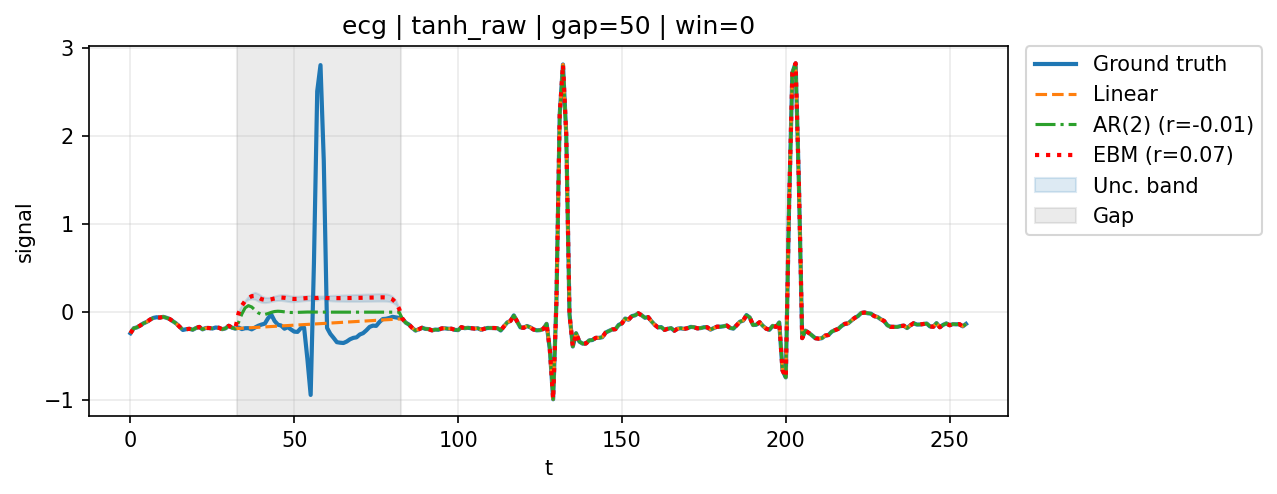 ecg | tanh_raw | gap=50 | win=0
3
2
1
0
−1
signal
0
50
100
150
200
250
t
Ground truth
Linear
AR(2) (r=-0.01)
EBM (r=0.07)
Unc. band
Gap